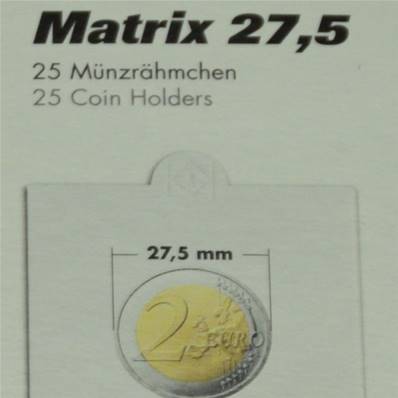 Matrix 27,5
25 Münzrähmchen
25 Coin Holders
27,5 mm
2 EURO